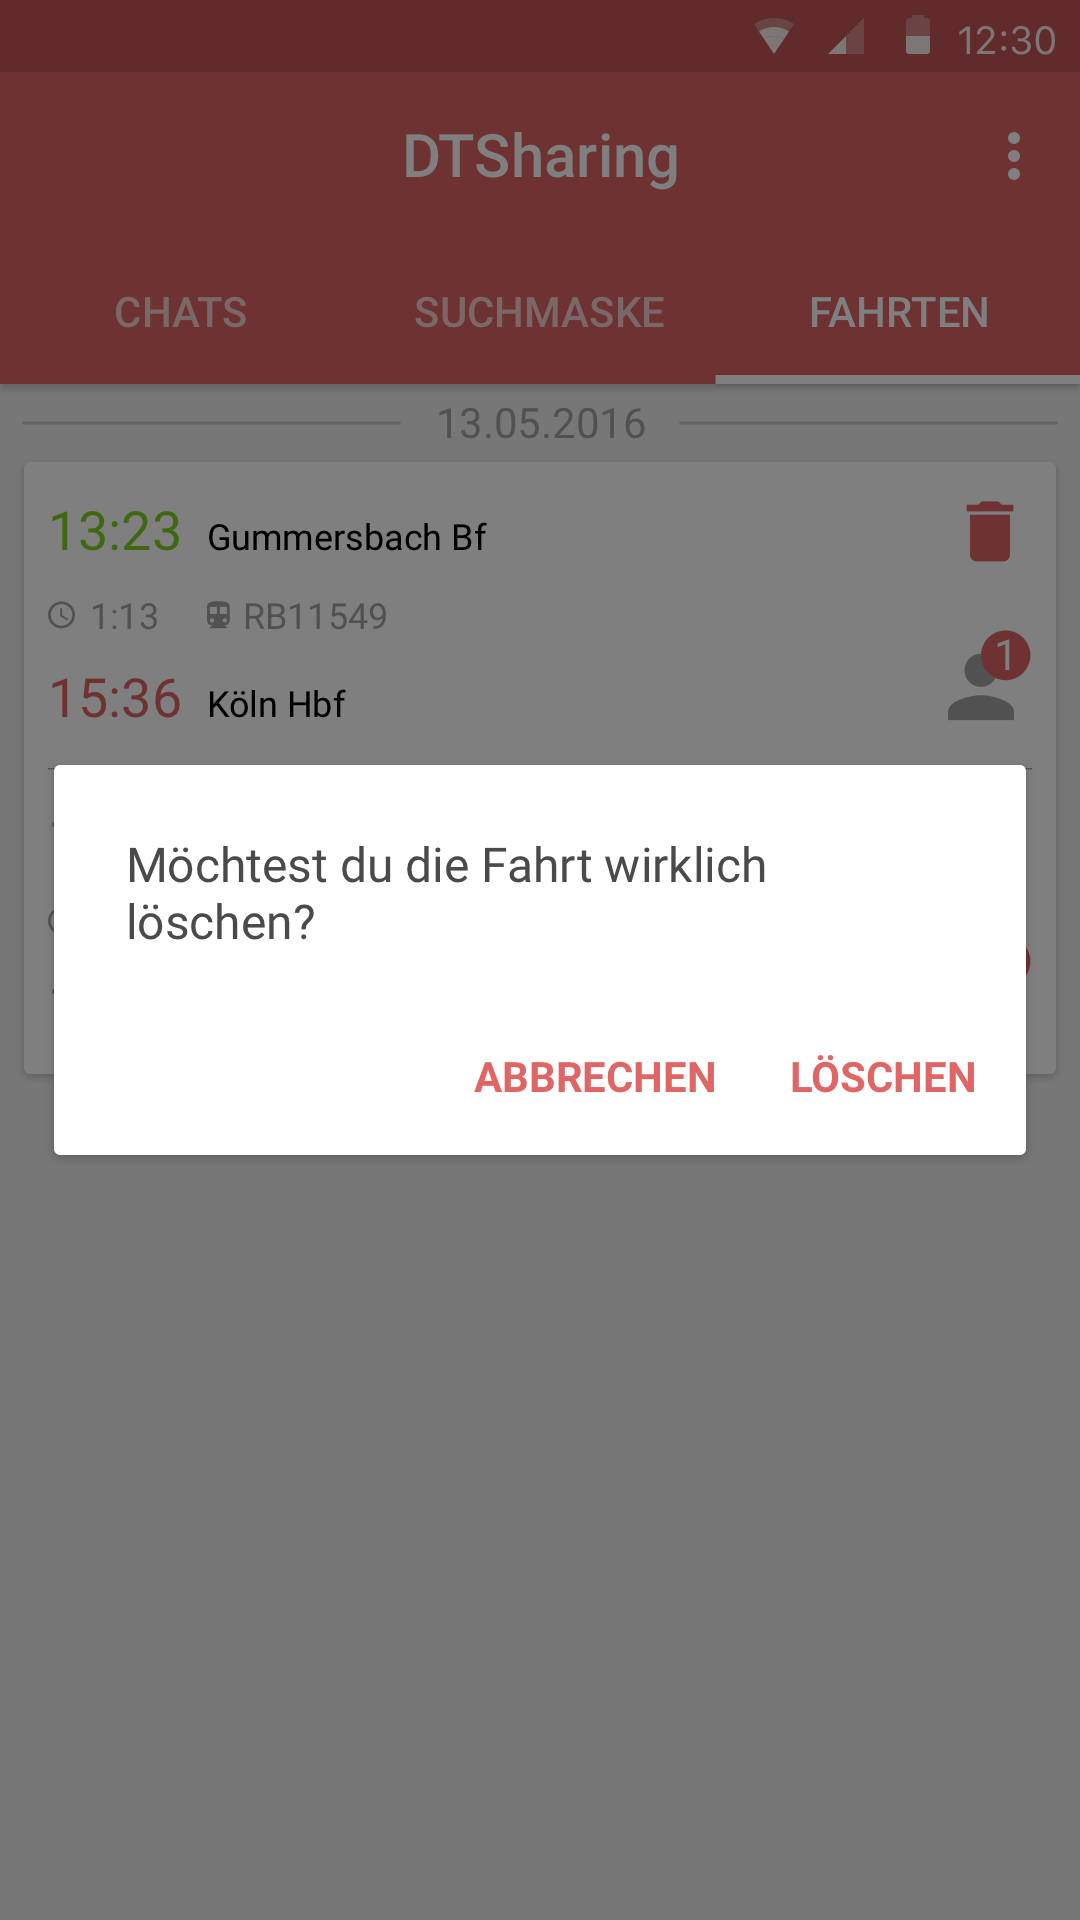 12:30
DTSharing
CHATS SUCHMASKE FAHRTEN
13.05.2016
13:23 Gummersbach Bf
1:13 RB11549
1
15:36 Köln Hbf
Möchtest du die Fahrt wirklich
löschen?
ABBRECHEN LÖSCHEN